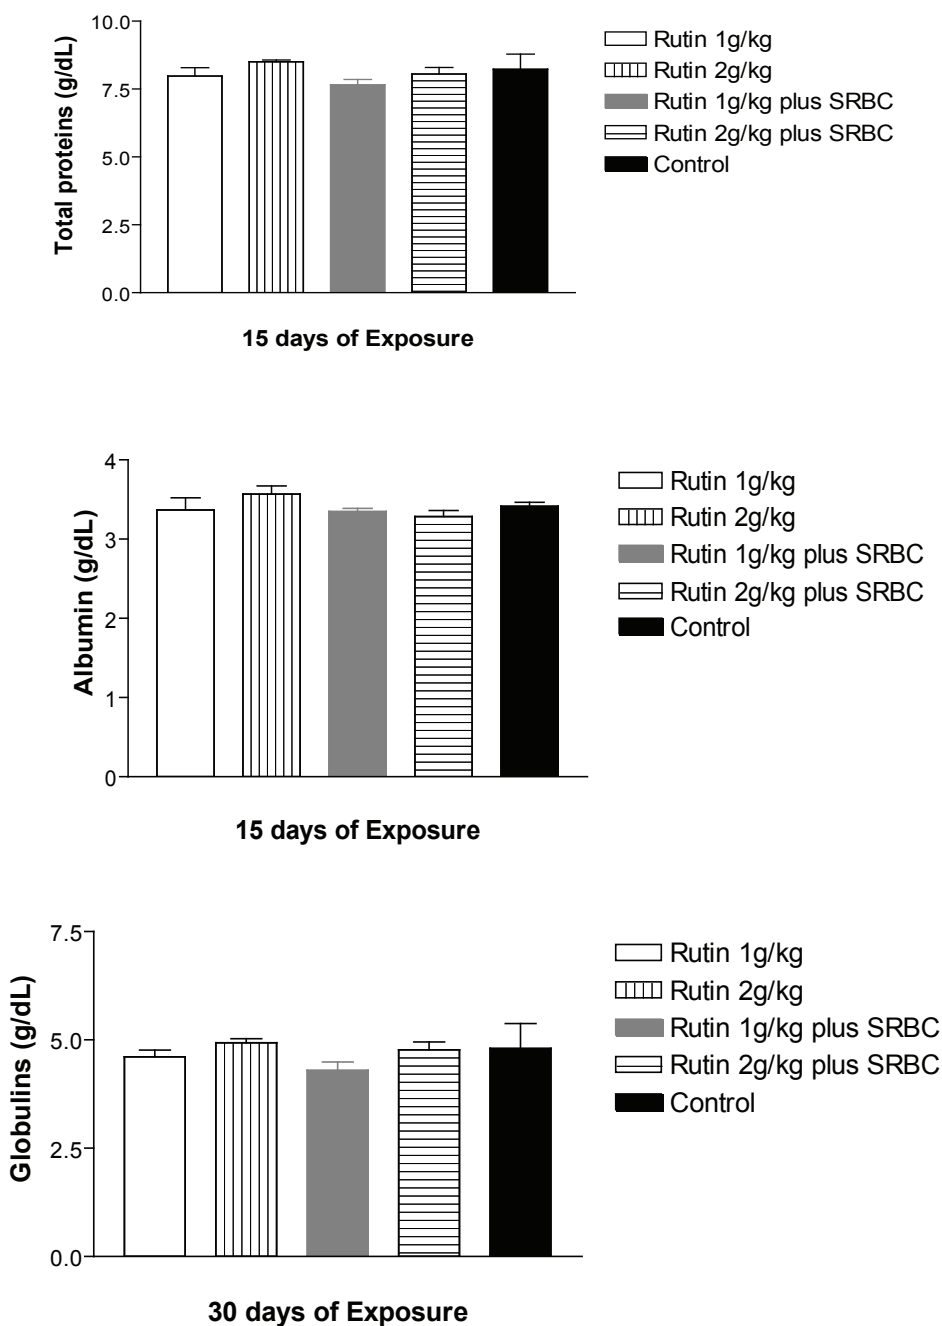 Total proteins (g/dL)
10.0
7.5
5.0
2.5
0.0
15 days of Exposure
Rutin 1g/kg
Rutin 2g/kg
Rutin 1g/kg plus SRBC
Rutin 2g/kg plus SRBC
Control
Albumin (g/dL)
4
3
2
1
0
15 days of Exposure
Rutin 1g/kg
Rutin 2g/kg
Rutin 1g/kg plus SRBC
Rutin 2g/kg plus SRBC
Control
Globulins (g/dL)
7.5
5.0
2.5
0.0
30 days of Exposure
Rutin 1g/kg
Rutin 2g/kg
Rutin 1g/kg plus SRBC
Rutin 2g/kg plus SRBC
Control